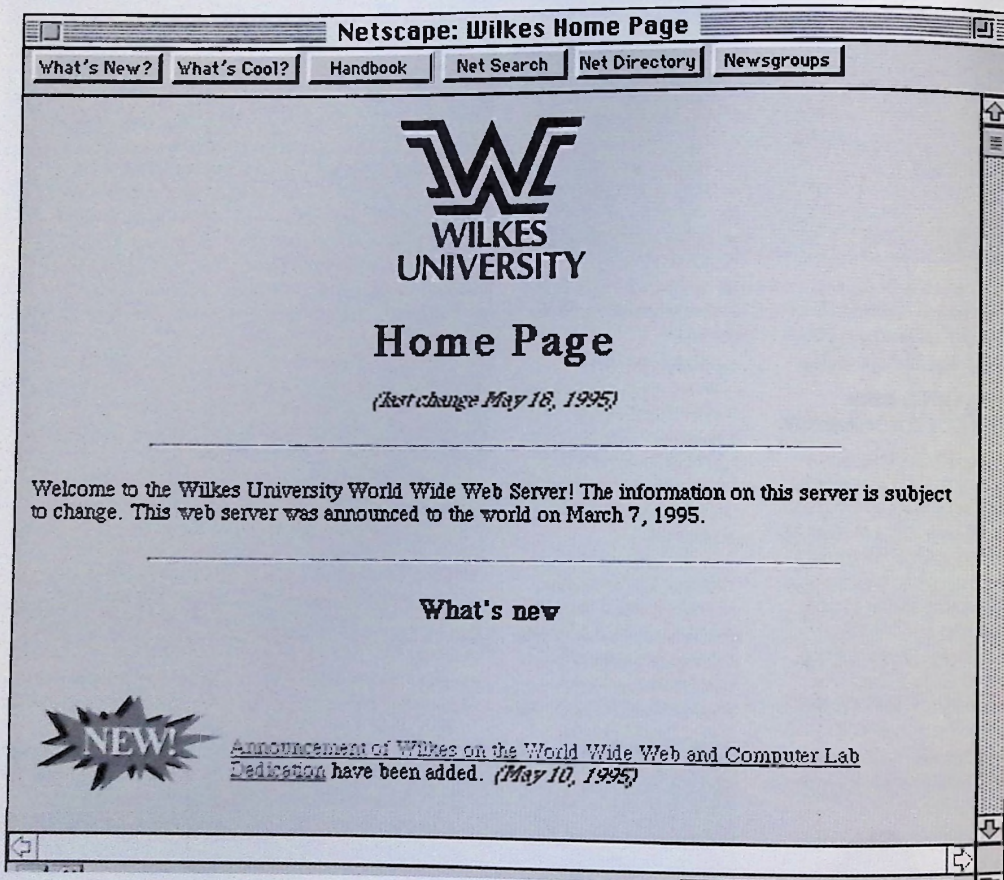 Netscape: Wilkes Home Page
What's New? What's Cool? Handbook Net Search Net Directory Newsgroups
W
WILKES
UNIVERSITY
Home Page
(last change May 18, 1995)
Welcome to the Wilkes University World Wide Web Server! The information on this server is subject
to change. This web server was announced to the world on March 7, 1995.
What's new
NEW!
Announcement of Wilkes on the World Wide Web and Computer Lab
Dedication have been added. (May 10, 1995)